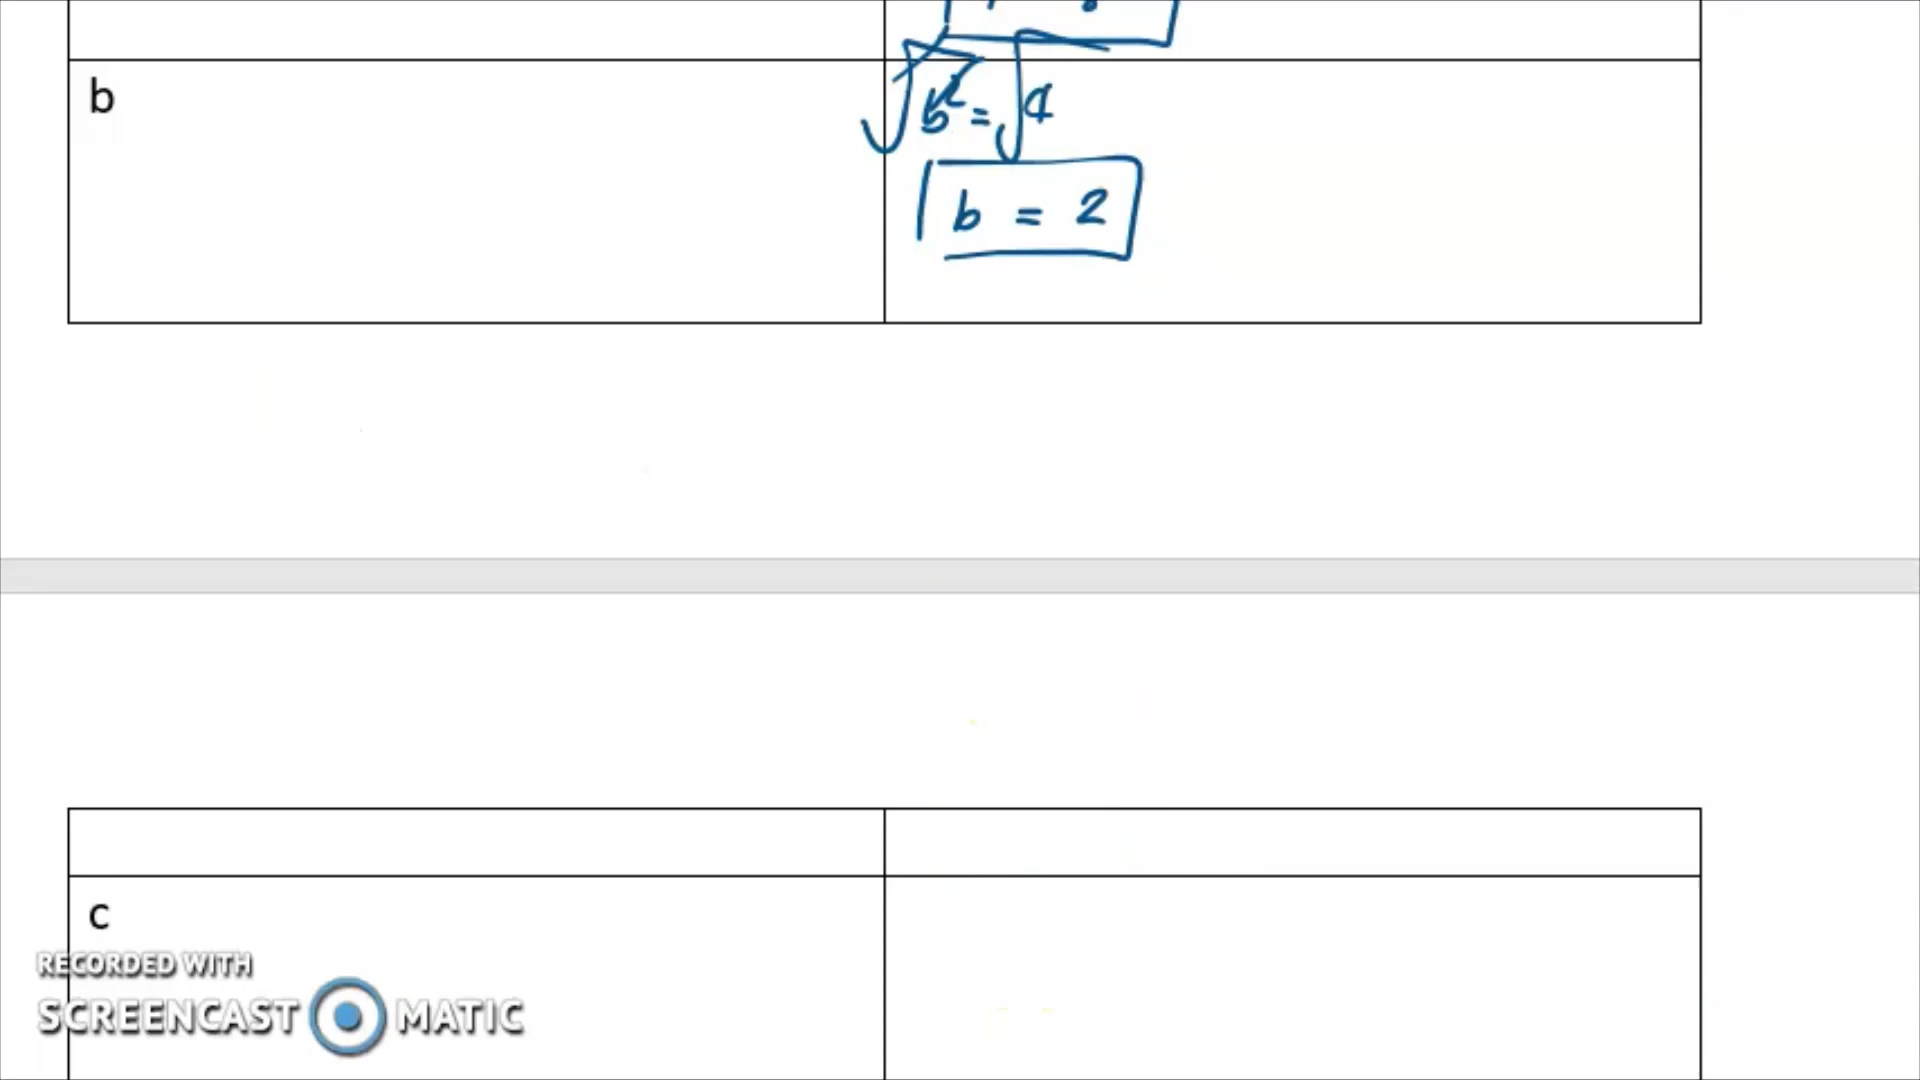 b
√b² = √4
b = 2
c
RECORDED WITH
SCREENCAST MATIC